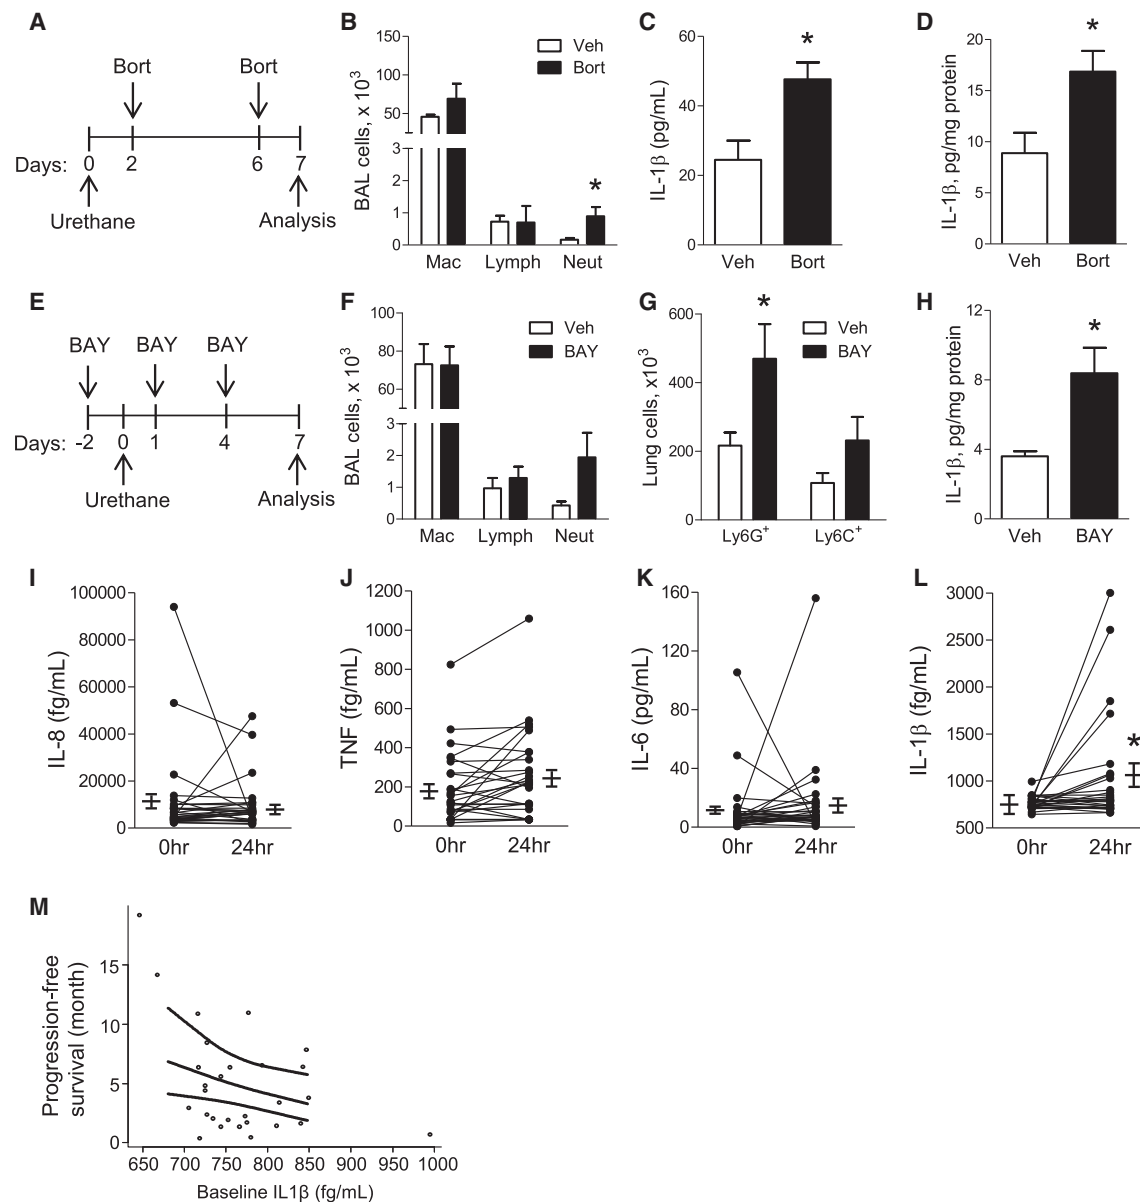 A
Bort Bort
Days: 0 2 6 7
Urethane Analysis
B
BAL cells, x 10³
150
100
50
3
2
1
0
Veh
Bort
*
Mac Lymph Neut
C
IL-1β (pg/mL)
60
40
20
0
*
Veh Bort
D
IL-1β, pg/mg protein
20
15
10
5
0
*
Veh Bort
E
BAY BAY BAY
Days: -2 0 1 4 7
Urethane Analysis
F
BAL cells, x 10³
100
80
60
3
2
1
0
Veh
BAY
Mac Lymph Neut
G
Lung cells, x10³
600
400
200
0
*
Veh
BAY
Ly6G⁺ Ly6C⁺
H
IL-1β, pg/mg protein
12
8
4
0
*
Veh BAY
I
IL-8 (fg/mL)
100000
80000
60000
40000
20000
0
0hr 24hr
J
TNF (fg/mL)
1200
1000
800
600
400
200
0
0hr 24hr
K
IL-6 (pg/mL)
160
120
80
40
0
0hr 24hr
L
IL-1β (fg/mL)
3000
2500
2000
1500
1000
500
*
0hr 24hr
M
Progression-free
survival (month)
15
10
5
0
650 700 750 800 850 900 950 1000
Baseline IL1β (fg/mL)